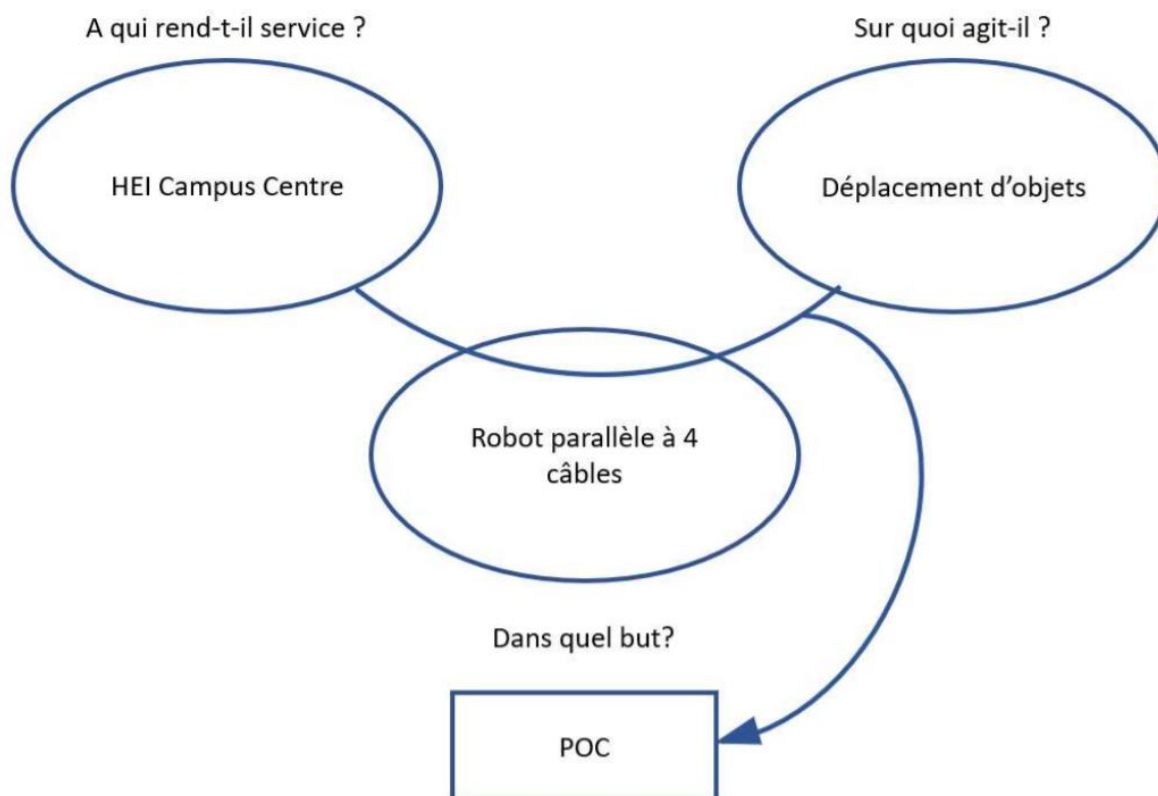 A qui rend-t-il service ?
Sur quoi agit-il ?
HEI Campus Centre
Déplacement d'objets
Robot parallèle à 4
câbles
Dans quel but?
POC